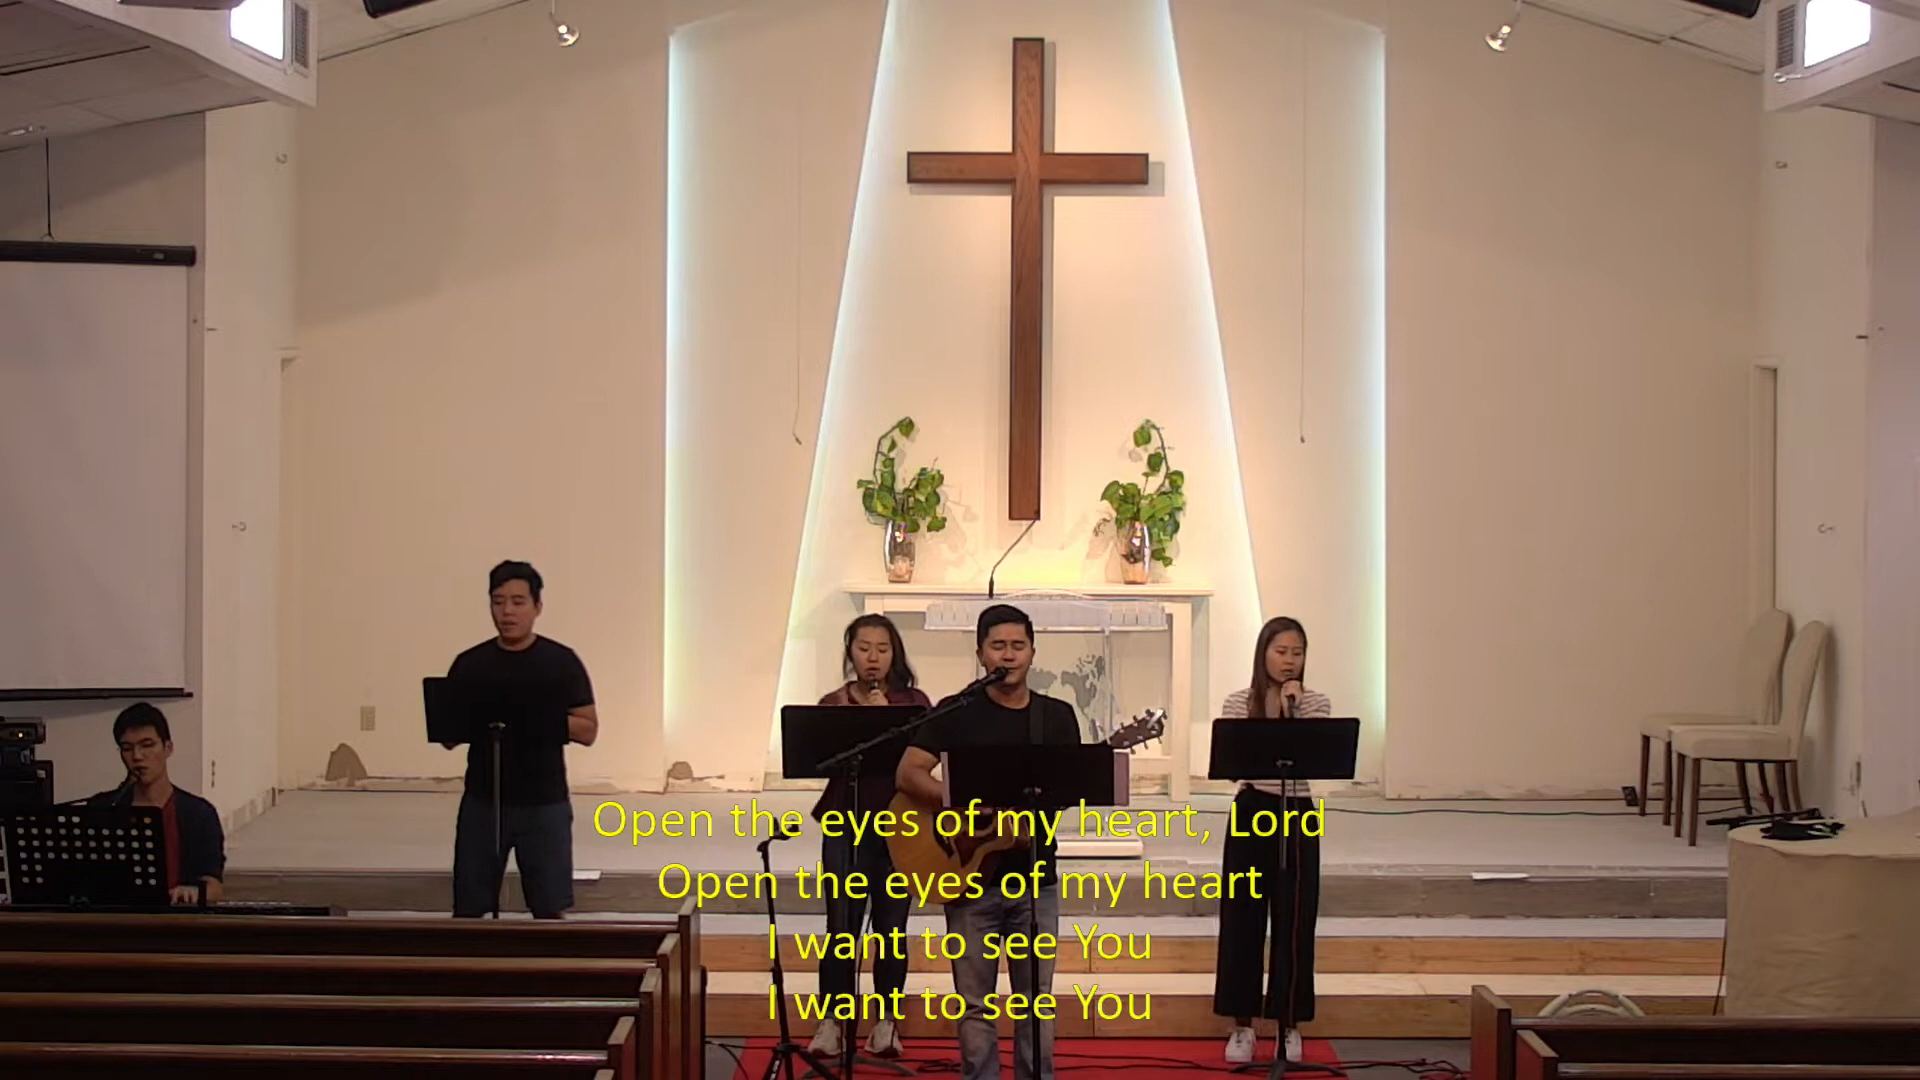 Open the eyes of my heart, Lord
Open the eyes of my heart
I want to see You
I want to see You